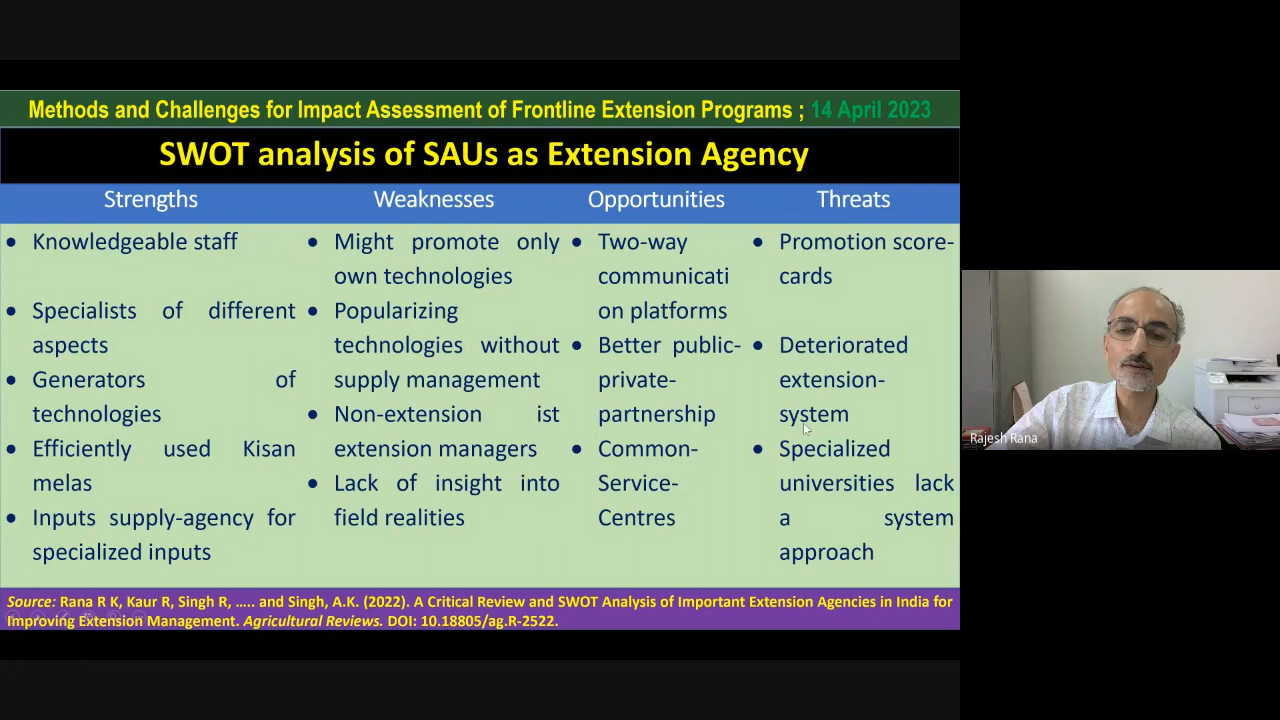 Methods and Challenges for Impact Assessment of Frontline Extension Programs ; 14 April 2023
SWOT analysis of SAUs as Extension Agency
Strengths
• Knowledgeable staff
• Specialists of different
aspects
• Generators of
technologies
• Efficiently used Kisan
melas
• Inputs supply-agency for
specialized inputs
Weaknesses
• Might promote only
own technologies
• Popularizing
technologies without
supply management
• Non-extension ist
extension managers
• Lack of insight into
field realities
Opportunities
• Two-way
communicati
on platforms
• Better public-
private-
partnership
• Common-
Service-
Centres
Threats
• Promotion score-
cards
• Deteriorated
extension-
system
• Specialized
universities lack
a system
approach
Source: Rana R K, Kaur R, Singh R, ….. and Singh, A.K. (2022). A Critical Review and SWOT Analysis of Important Extension Agencies in India for
Improving Extension Management. Agricultural Reviews. DOI: 10.18805/ag.R-2522.
Rajesh Rana